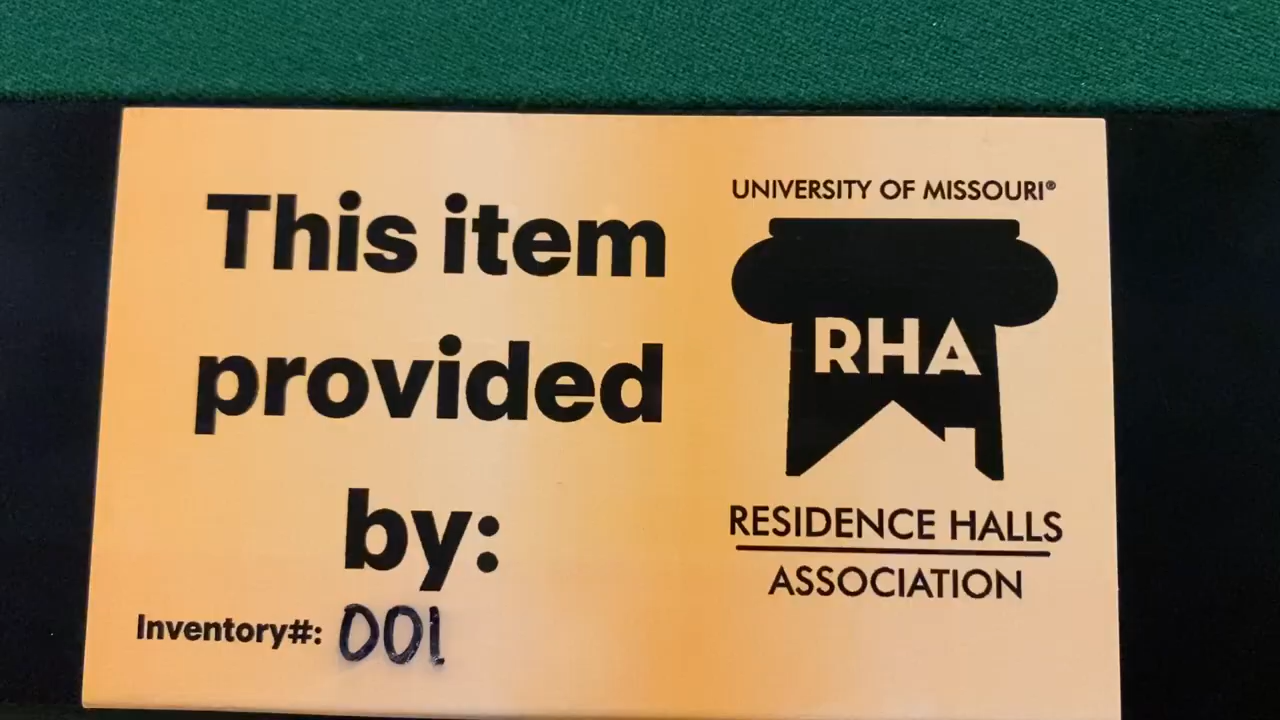 This item
provided
by:
Inventory#: 001
UNIVERSITY OF MISSOURI®
RHA
RESIDENCE HALLS
ASSOCIATION